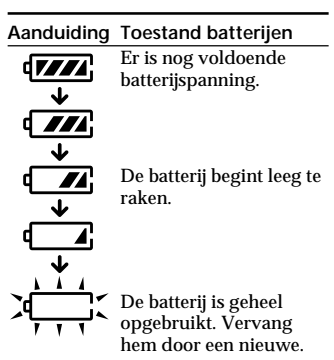 Aanduiding Toestand batterijen
Er is nog voldoende
batterijspanning.
De batterij begint leeg te
raken.
De batterij is geheel
opgebruikt. Vervang
hem door een nieuwe.